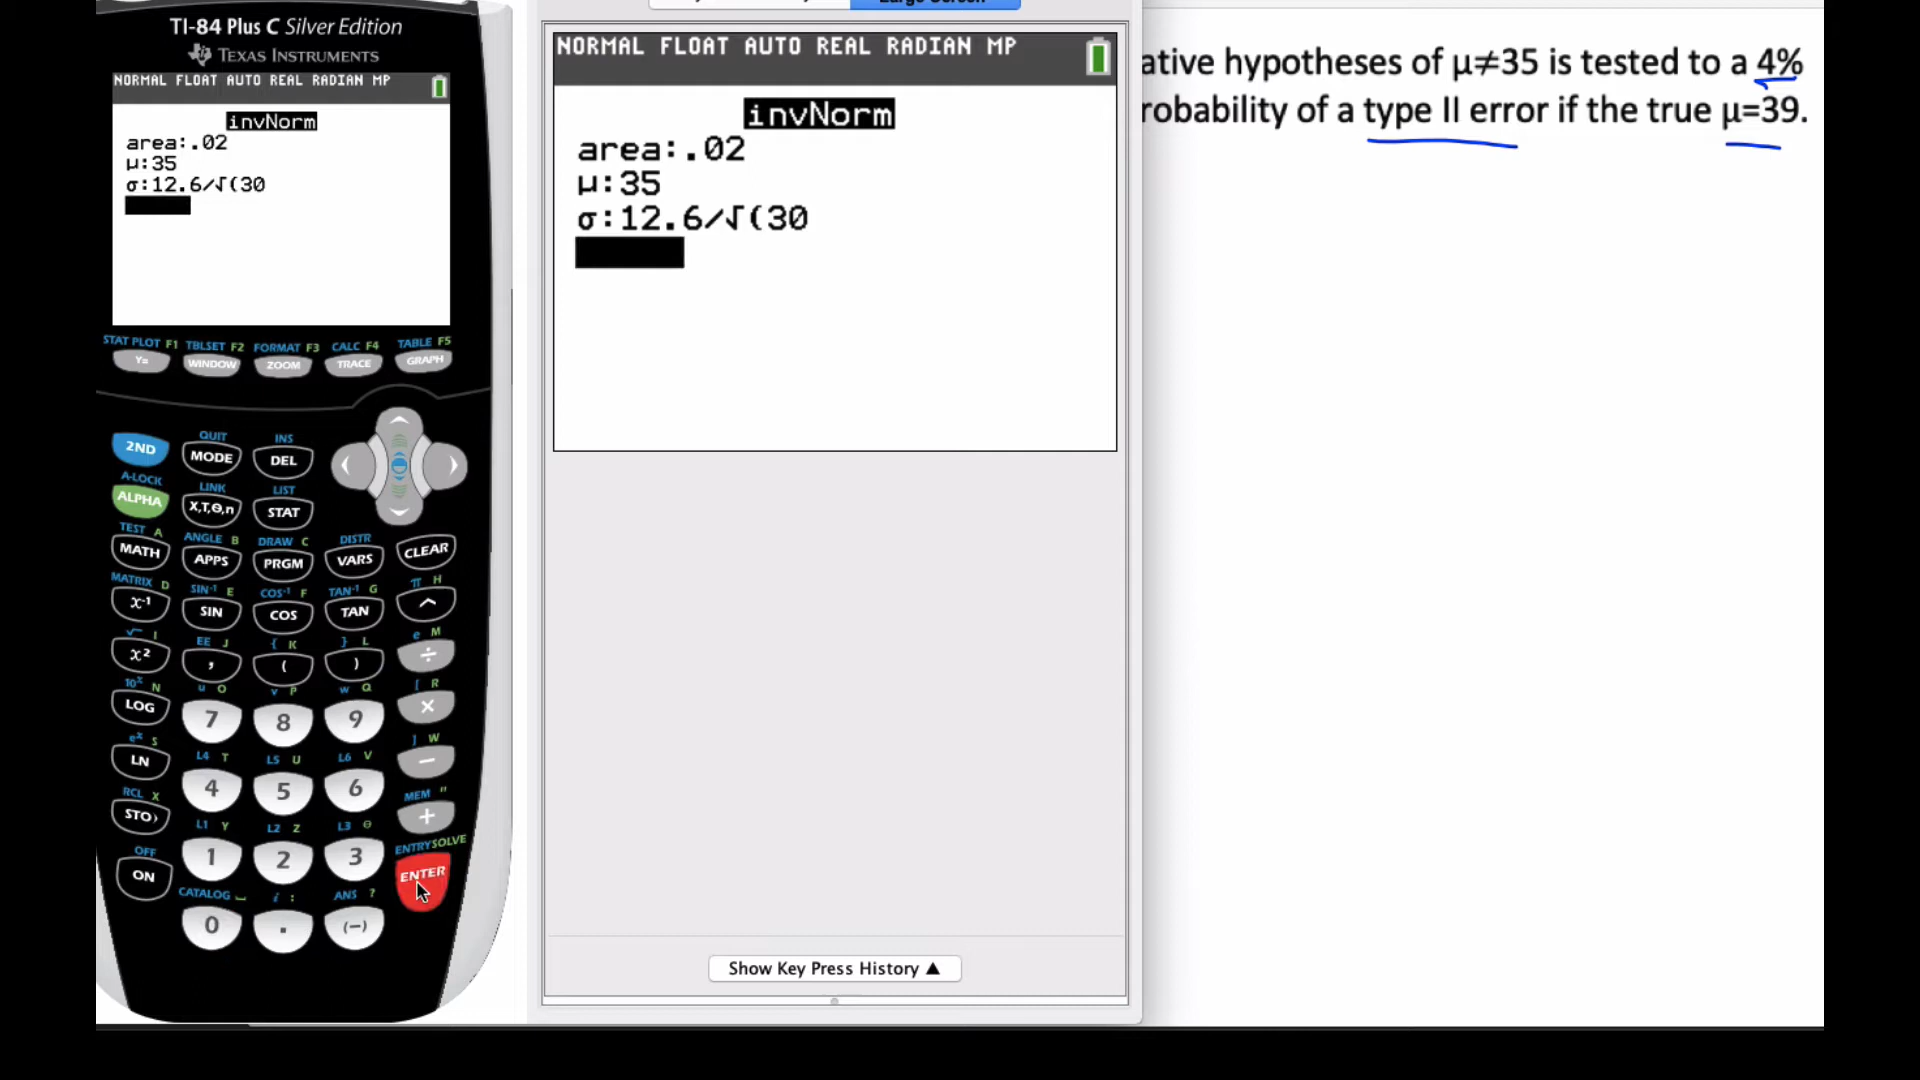 TI-84 Plus C Silver Edition
TEXAS INSTRUMENTS
NORMAL FLOAT AUTO REAL RADIAN MP
invNorm
area:.02
μ:35
σ:12.6/√(30
STAT PLOT F1 TBLSET F2 FORMAT F3 CALC F4 TABLE F5
Y= WINDOW ZOOM TRACE GRAPH
QUIT INS
2ND MODE DEL
A-LOCK LINK LIST
ALPHA X,T,Θ,n STAT
TEST A ANGLE B DRAW C DISTR
MATH APPS PRGM VARS CLEAR
MATRIX D SIN⁻¹ E COS⁻¹ F TAN⁻¹ G π H
x⁻¹ SIN COS TAN ^
√ I EE J { K } L e M
x² , ( ) ÷
10ˣ N u O v P w Q [ R
LOG 7 8 9 ×
eˣ S L4 T L5 U L6 V ] W
LN 4 5 6 −
RCL X L1 Y L2 Z L3 θ MEM "
STO› 1 2 3 +
OFF CATALOG ⎵ i : ANS ? ENTRY SOLVE
ON 0 . (−) ENTER
NORMAL FLOAT AUTO REAL RADIAN MP
invNorm
area:.02
μ:35
σ:12.6/√(30
Show Key Press History ▲
ative hypotheses of μ≠35 is tested to a 4%
robability of a type II error if the true μ=39.